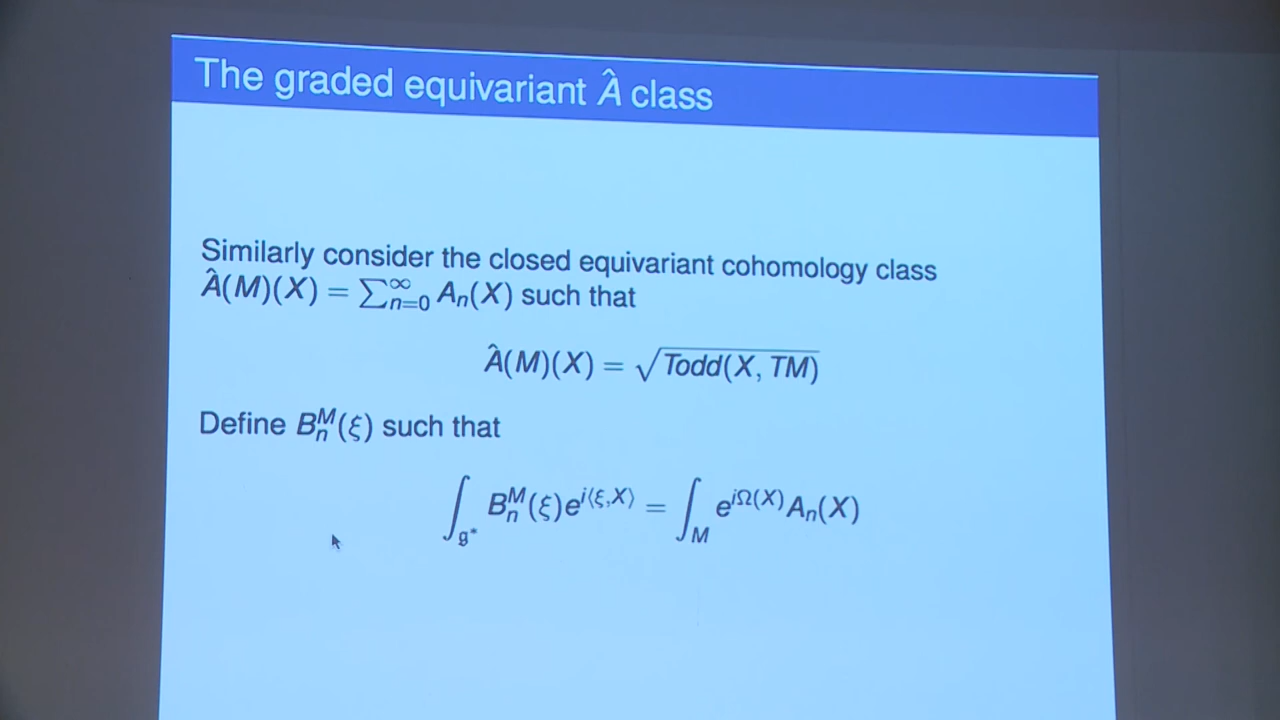 The graded equivariant Â class
Similarly consider the closed equivariant cohomology class
Â(M)(X) = ∑_{n=0}^{∞} A_n(X) such that
Â(M)(X) = √Todd(X, TM)
Define B_n^M(ξ) such that
∫_{𝔤*} B_n^M(ξ)e^{i⟨ξ,X⟩} = ∫_M e^{iΩ(X)} A_n(X)